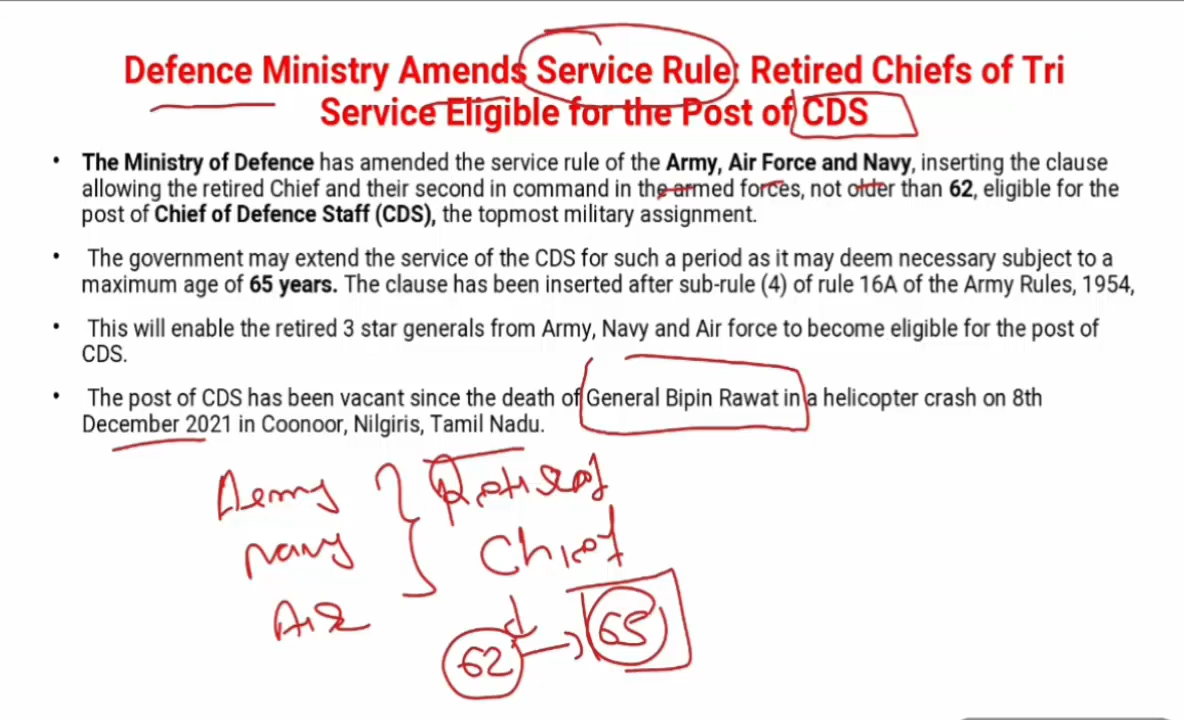 Defence Ministry Amends Service Rule: Retired Chiefs of Tri
Service Eligible for the Post of CDS
• The Ministry of Defence has amended the service rule of the Army, Air Force and Navy, inserting the clause
allowing the retired Chief and their second in command in the armed forces, not older than 62, eligible for the
post of Chief of Defence Staff (CDS), the topmost military assignment.
• The government may extend the service of the CDS for such a period as it may deem necessary subject to a
maximum age of 65 years. The clause has been inserted after sub-rule (4) of rule 16A of the Army Rules, 1954,
• This will enable the retired 3 star generals from Army, Navy and Air force to become eligible for the post of
CDS.
• The post of CDS has been vacant since the death of General Bipin Rawat in a helicopter crash on 8th
December 2021 in Coonoor, Nilgiris, Tamil Nadu.
Army Retired
Navy Chief
Air
62 65